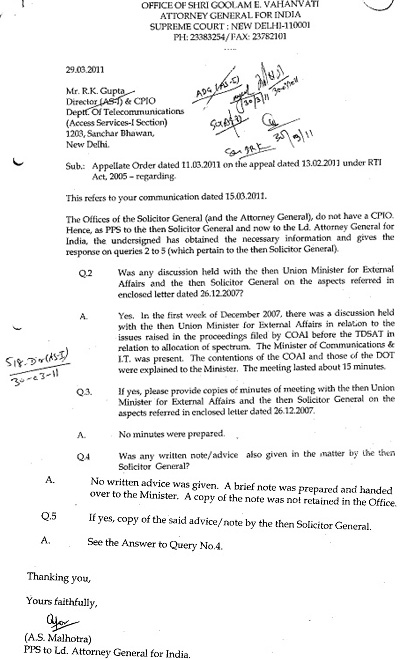 OFFICE OF SHRI GOOLAM E. VAHANVATI
ATTORNEY GENERAL FOR INDIA
SUPREME COURT : NEW DELHI-110001
PH: 23383254/FAX: 23782101
29.03.2011
Mr. R.K. Gupta
Director (AS-I) & CPIO
Deptt. Of Telecommunications
(Access Services-I Section)
1203, Sanchar Bhawan,
New Delhi.
ADG (AS-I)
30/3/11
30/3/11
Sub.: Appellate Order dated 11.03.2011 on the appeal dated 13.02.2011 under RTI
Act, 2005 – regarding.
This refers to your communication dated 15.03.2011.
The Offices of the Solicitor General (and the Attorney General), do not have a CPIO.
Hence, as PPS to the then Solicitor General and now to the Ld. Attorney General for
India, the undersigned has obtained the necessary information and gives the
response on queries 2 to 5 (which pertain to the then Solicitor General).
Q.2 Was any discussion held with the then Union Minister for External
Affairs and the then Solicitor General on the aspects referred in
enclosed letter dated 26.12.2007?
A. Yes. In the first week of December 2007, there was a discussion held
with the then Union Minister for External Affairs in relation to the
issues raised in the proceedings filed by COAI before the TDSAT in
relation to allocation of spectrum. The Minister of Communications &
I.T. was present. The contentions of the COAI and those of the DOT
were explained to the Minister. The meeting lasted about 15 minutes.
518-Dir(AS-I)
30-03-11
Q.3. If yes, please provide copies of minutes of meeting with the then Union
Minister for External Affairs and the then Solicitor General on the
aspects referred in enclosed letter dated 26.12.2007.
A. No minutes were prepared.
Q.4 Was any written note/advice also given in the matter by the then
Solicitor General?
A. No written advice was given. A brief note was prepared and handed
over to the Minister. A copy of the note was not retained in the Office.
Q.5 If yes, copy of the said advice/note by the then Solicitor General.
A. See the Answer to Query No.4.
Thanking you,
Yours faithfully,
(A.S. Malhotra)
PPS to Ld. Attorney General for India.